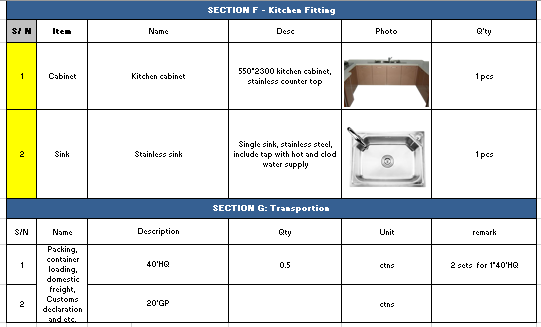 SECTION F - Kitchen Fitting
S/ N Item Name Desc Photo Q'ty
1 Cabinet Kitchen cabinet 550*2300 kitchen cabinet,
stainless counter top 1 pcs
2 Sink Stainless sink Single sink, stainless steel,
include tap with hot and clod
water supply 1 pcs
SECTION G: Transportion
S/N Name Description Qty Unit remark
1 40'HQ 0.5 ctns 2 sets for 1*40'HQ
Packing,
container
loading,
domestic
freight,
Customs
declaration
and etc.
2 20'GP ctns